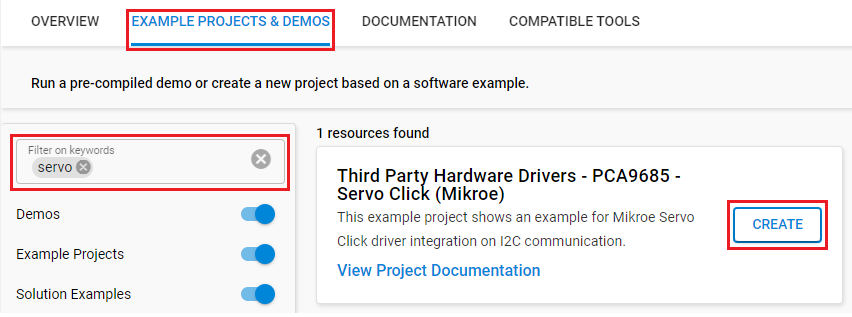 OVERVIEW
EXAMPLE PROJECTS & DEMOS
DOCUMENTATION
COMPATIBLE TOOLS
Run a pre-compiled demo or create a new project based on a software example.
Filter on keywords
servo
Demos
Example Projects
Solution Examples
1 resources found
Third Party Hardware Drivers - PCA9685 -
Servo Click (Mikroe)
This example project shows an example for Mikroe Servo
Click driver integration on I2C communication.
View Project Documentation
CREATE